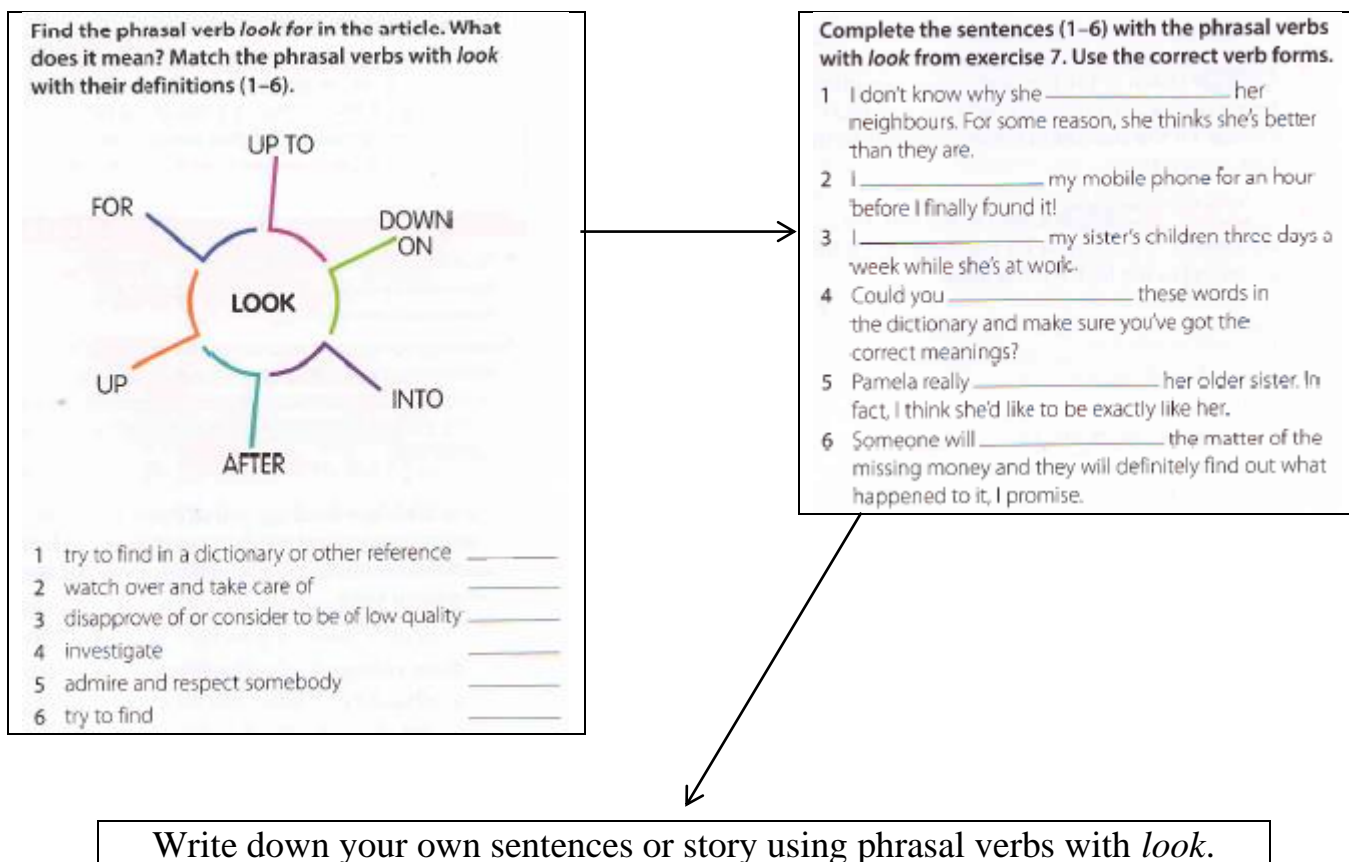 Find the phrasal verb look for in the article. What
does it mean? Match the phrasal verbs with look
with their definitions (1–6).
UP TO
FOR
DOWN
ON
LOOK
UP
INTO
AFTER
1 try to find in a dictionary or other reference
2 watch over and take care of
3 disapprove of or consider to be of low quality
4 investigate
5 admire and respect somebody
6 try to find
Complete the sentences (1–6) with the phrasal verbs
with look from exercise 7. Use the correct verb forms.
1 I don't know why she ____________ her
neighbours. For some reason, she thinks she's better
than they are.
2 I ____________ my mobile phone for an hour
before I finally found it!
3 I ____________ my sister's children three days a
week while she's at work.
4 Could you ____________ these words in
the dictionary and make sure you've got the
correct meanings?
5 Pamela really ____________ her older sister. In
fact, I think she'd like to be exactly like her.
6 Someone will ____________ the matter of the
missing money and they will definitely find out what
happened to it, I promise.
Write down your own sentences or story using phrasal verbs with look.